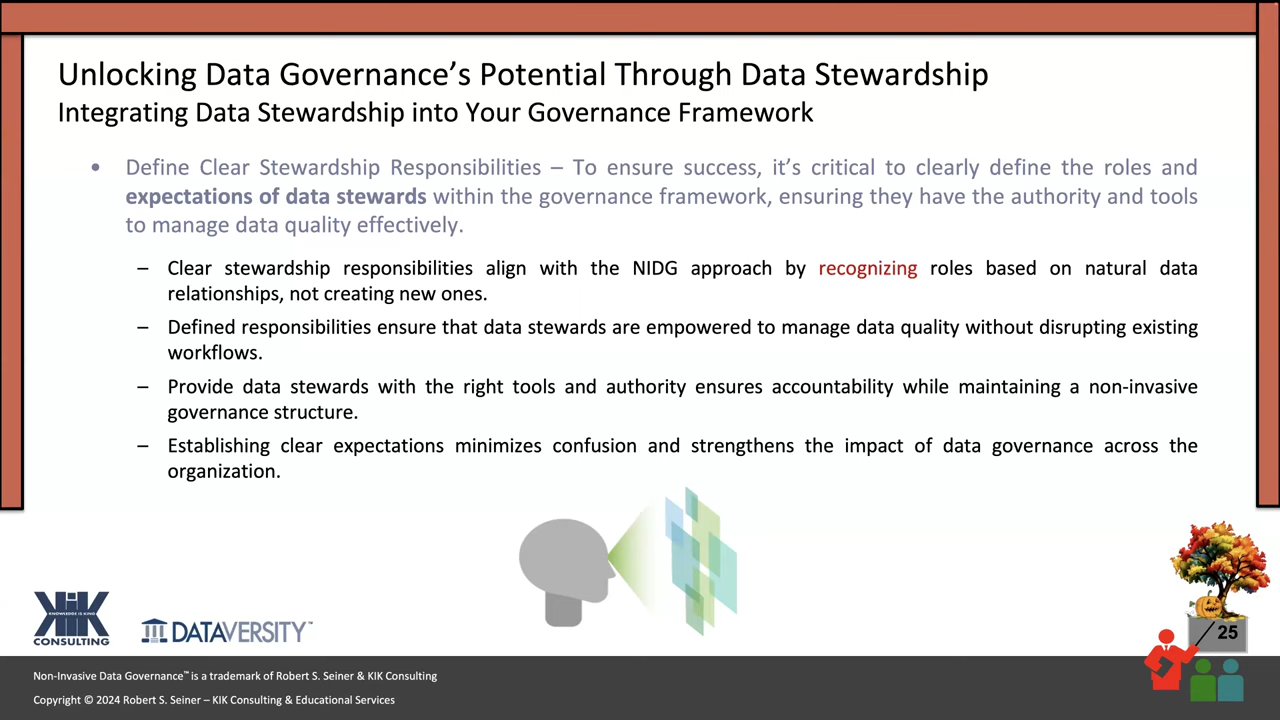 Unlocking Data Governance’s Potential Through Data Stewardship
Integrating Data Stewardship into Your Governance Framework
• Define Clear Stewardship Responsibilities – To ensure success, it’s critical to clearly define the roles and
expectations of data stewards within the governance framework, ensuring they have the authority and tools
to manage data quality effectively.
– Clear stewardship responsibilities align with the NIDG approach by recognizing roles based on natural data
relationships, not creating new ones.
– Defined responsibilities ensure that data stewards are empowered to manage data quality without disrupting existing
workflows.
– Provide data stewards with the right tools and authority ensures accountability while maintaining a non-invasive
governance structure.
– Establishing clear expectations minimizes confusion and strengthens the impact of data governance across the
organization.
KIK
KNOWLEDGE IS KING
CONSULTING
DATAVERSITY™
25
Non-Invasive Data Governance™ is a trademark of Robert S. Seiner & KIK Consulting
Copyright © 2024 Robert S. Seiner – KIK Consulting & Educational Services